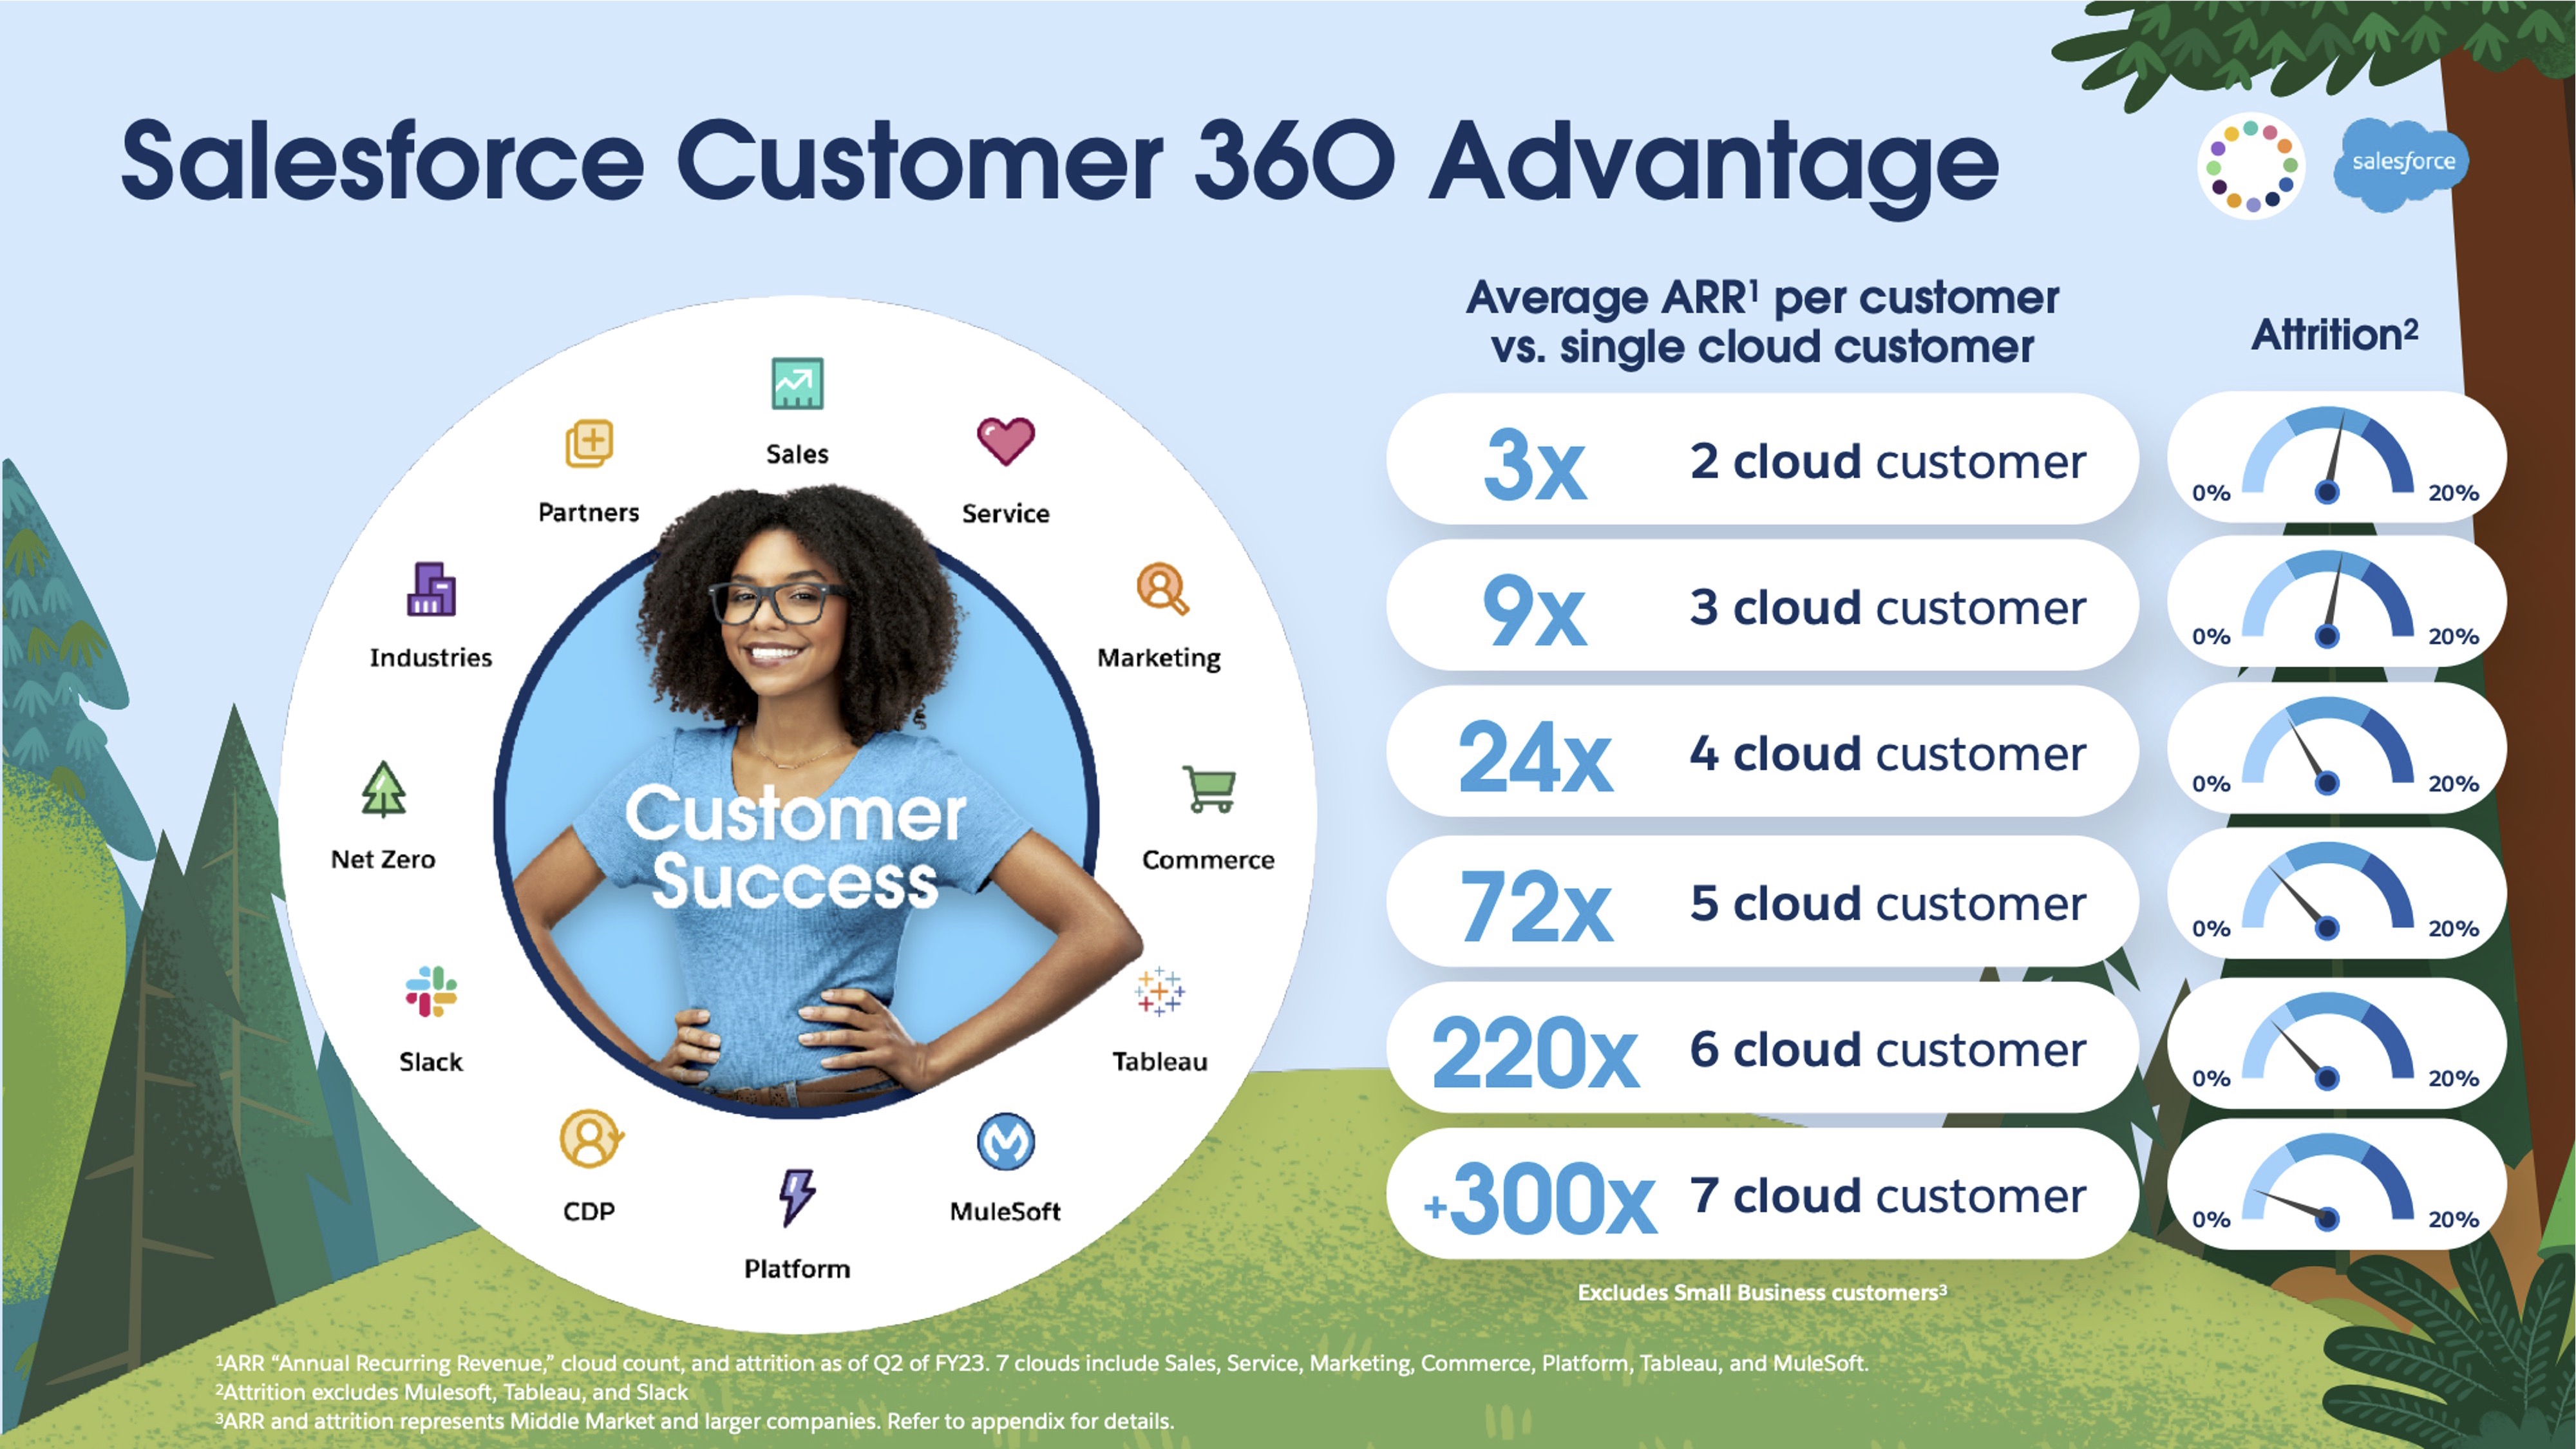 Salesforce Customer 360 Advantage
salesforce
Sales
Partners
Service
Industries
Marketing
Net Zero
Commerce
Customer
Success
Slack
Tableau
CDP
MuleSoft
Platform
Average ARR¹ per customer
vs. single cloud customer
Attrition²
3x 2 cloud customer
0% 20%
9x 3 cloud customer
0% 20%
24x 4 cloud customer
0% 20%
72x 5 cloud customer
0% 20%
220x 6 cloud customer
0% 20%
+300x 7 cloud customer
0% 20%
Excludes Small Business customers³
¹ARR “Annual Recurring Revenue,” cloud count, and attrition as of Q2 of FY23. 7 clouds include Sales, Service, Marketing, Commerce, Platform, Tableau, and MuleSoft.
²Attrition excludes Mulesoft, Tableau, and Slack
³ARR and attrition represents Middle Market and larger companies. Refer to appendix for details.